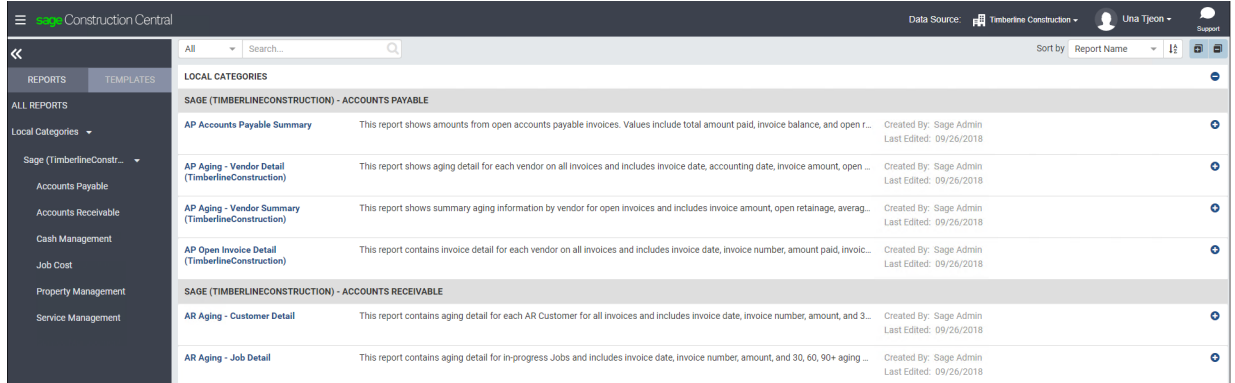 sage Construction Central
Data Source:
Timberline Construction
Una Tjeon
Support
REPORTS
TEMPLATES
ALL REPORTS
Local Categories
Sage (TimberlineConstr...
Accounts Payable
Accounts Receivable
Cash Management
Job Cost
Property Management
Service Management
All
Search...
Sort by
Report Name
LOCAL CATEGORIES
SAGE (TIMBERLINECONSTRUCTION) - ACCOUNTS PAYABLE
AP Accounts Payable Summary
This report shows amounts from open accounts payable invoices. Values include total amount paid, invoice balance, and open r...
Created By: Sage Admin
Last Edited: 09/26/2018
AP Aging - Vendor Detail
(TimberlineConstruction)
This report shows aging detail for each vendor on all invoices and includes invoice date, accounting date, invoice amount, open ...
Created By: Sage Admin
Last Edited: 09/26/2018
AP Aging - Vendor Summary
(TimberlineConstruction)
This report shows summary aging information by vendor for open invoices and includes invoice amount, open retainage, averag...
Created By: Sage Admin
Last Edited: 09/26/2018
AP Open Invoice Detail
(TimberlineConstruction)
This report contains invoice detail for each vendor on all invoices and includes invoice date, invoice number, amount paid, invoic...
Created By: Sage Admin
Last Edited: 09/26/2018
SAGE (TIMBERLINECONSTRUCTION) - ACCOUNTS RECEIVABLE
AR Aging - Customer Detail
This report contains aging detail for each AR Customer for all invoices and includes invoice date, invoice number, amount, and 3...
Created By: Sage Admin
Last Edited: 09/26/2018
AR Aging - Job Detail
This report contains aging detail for in-progress Jobs and includes invoice date, invoice number, amount, and 30, 60, 90+ aging ...
Created By: Sage Admin
Last Edited: 09/26/2018